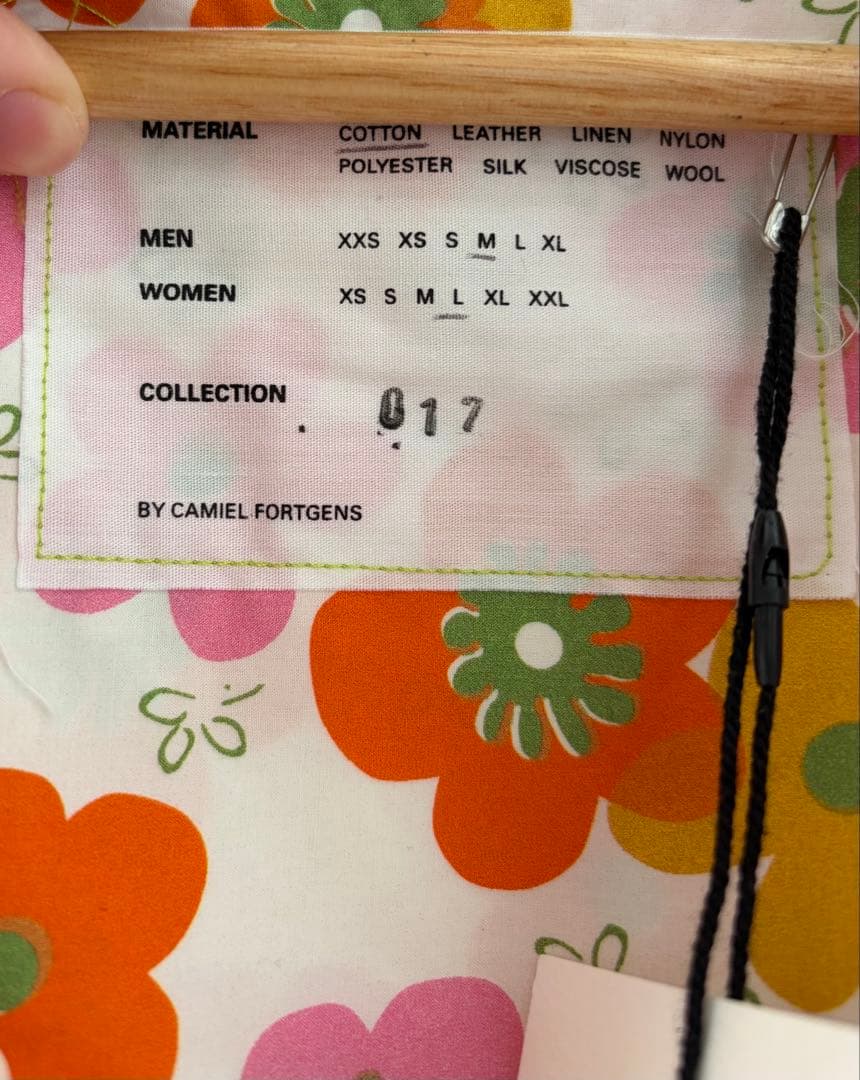 MATERIAL COTTON LEATHER LINEN NYLON
POLYESTER SILK VISCOSE WOOL
MEN XXS XS S M L XL
WOMEN XS S M L XL XXL
COLLECTION 017
BY CAMIEL FORTGENS